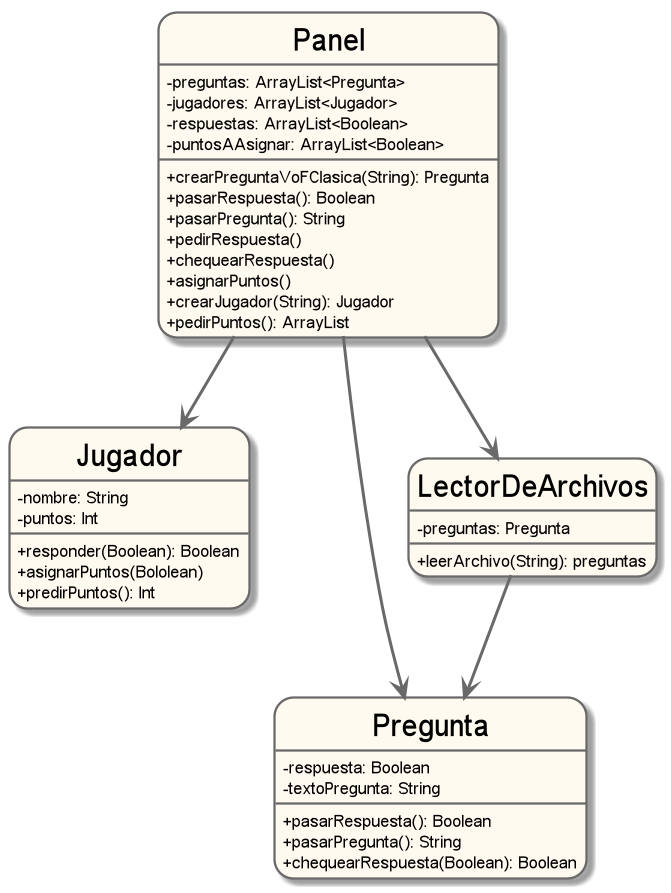 Panel
-preguntas: ArrayList<Pregunta>
-jugadores: ArrayList<Jugador>
-respuestas: ArrayList<Boolean>
-puntosAAsignar: ArrayList<Boolean>
+crearPreguntaVoFClasica(String): Pregunta
+pasarRespuesta(): Boolean
+pasarPregunta(): String
+pedirRespuesta()
+chequearRespuesta()
+asignarPuntos()
+crearJugador(String): Jugador
+pedirPuntos(): ArrayList
Jugador
-nombre: String
-puntos: Int
+responder(Boolean): Boolean
+asignarPuntos(Bololean)
+predirPuntos(): Int
LectorDeArchivos
-preguntas: Pregunta
+leerArchivo(String): preguntas
Pregunta
-respuesta: Boolean
-textoPregunta: String
+pasarRespuesta(): Boolean
+pasarPregunta(): String
+chequearRespuesta(Boolean): Boolean